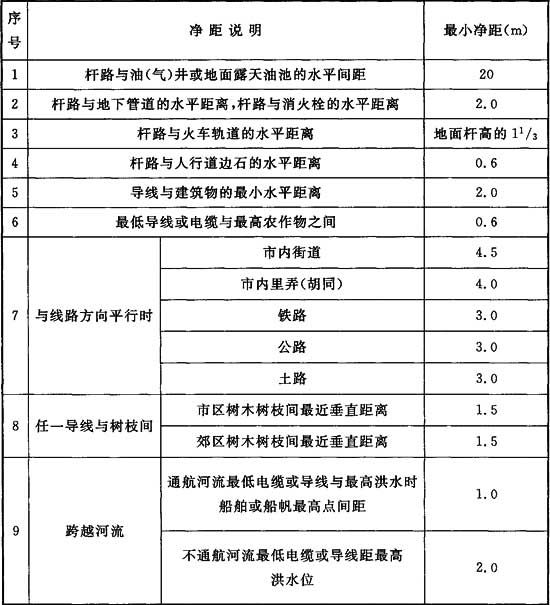 序号 净距说明 最小净距(m)
1 杆路与油(气)井或地面露天油池的水平间距 20
2 杆路与地下管道的水平距离,杆路与消火栓的水平距离 2.0
3 杆路与火车轨道的水平距离 地面杆高的1¹/₃
4 杆路与人行道边石的水平距离 0.6
5 导线与建筑物的最小水平距离 2.0
6 最低导线或电缆与最高农作物之间 0.6
7 与线路方向平行时 市内街道 4.5
市内里弄(胡同) 4.0
铁路 3.0
公路 3.0
土路 3.0
8 任一导线与树枝间 市区树木树枝间最近垂直距离 1.5
郊区树木树枝间最近垂直距离 1.5
9 跨越河流 通航河流最低电缆或导线与最高洪水时
船舶或船帆最高点间距 1.0
不通航河流最低电缆或导线距最高
洪水位 2.0